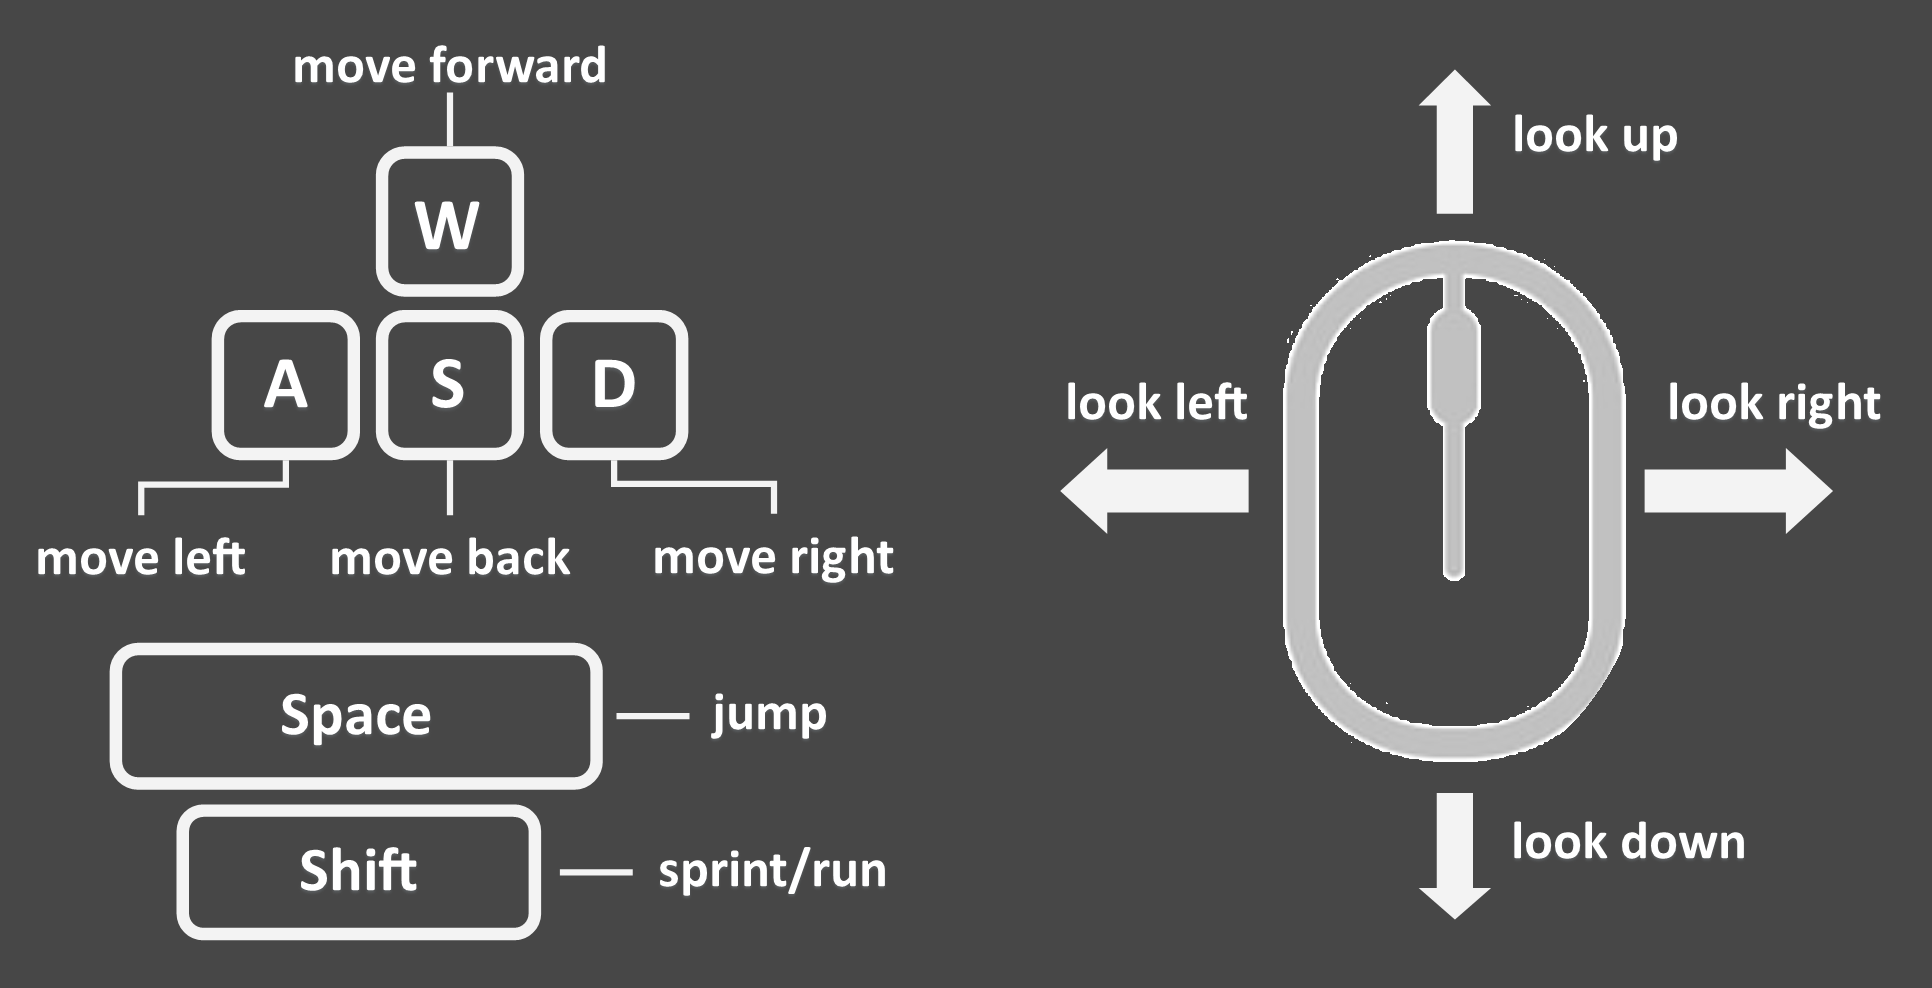 move forward
W
A S D
move left move back move right
Space jump
Shift sprint/run
look up
look left look right
look down